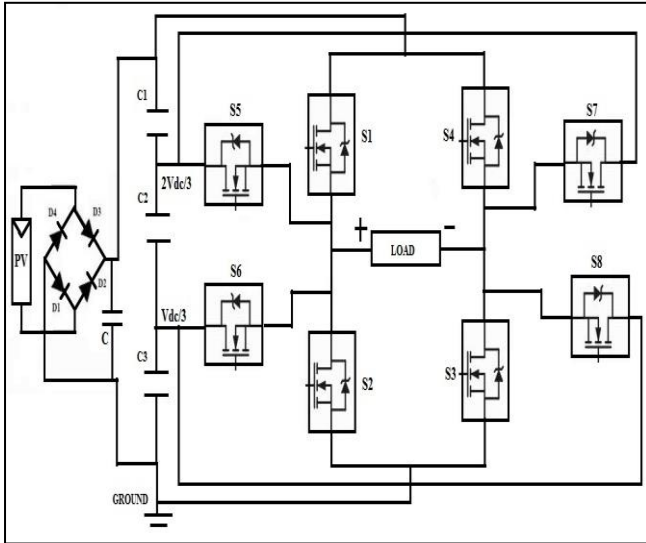 C1
S5
S1
S4
S7
2Vdc/3
C2
D4
D3
PV
+
LOAD
-
S6
S8
D1
D2
Vdc/3
C
C3
S2
S3
GROUND